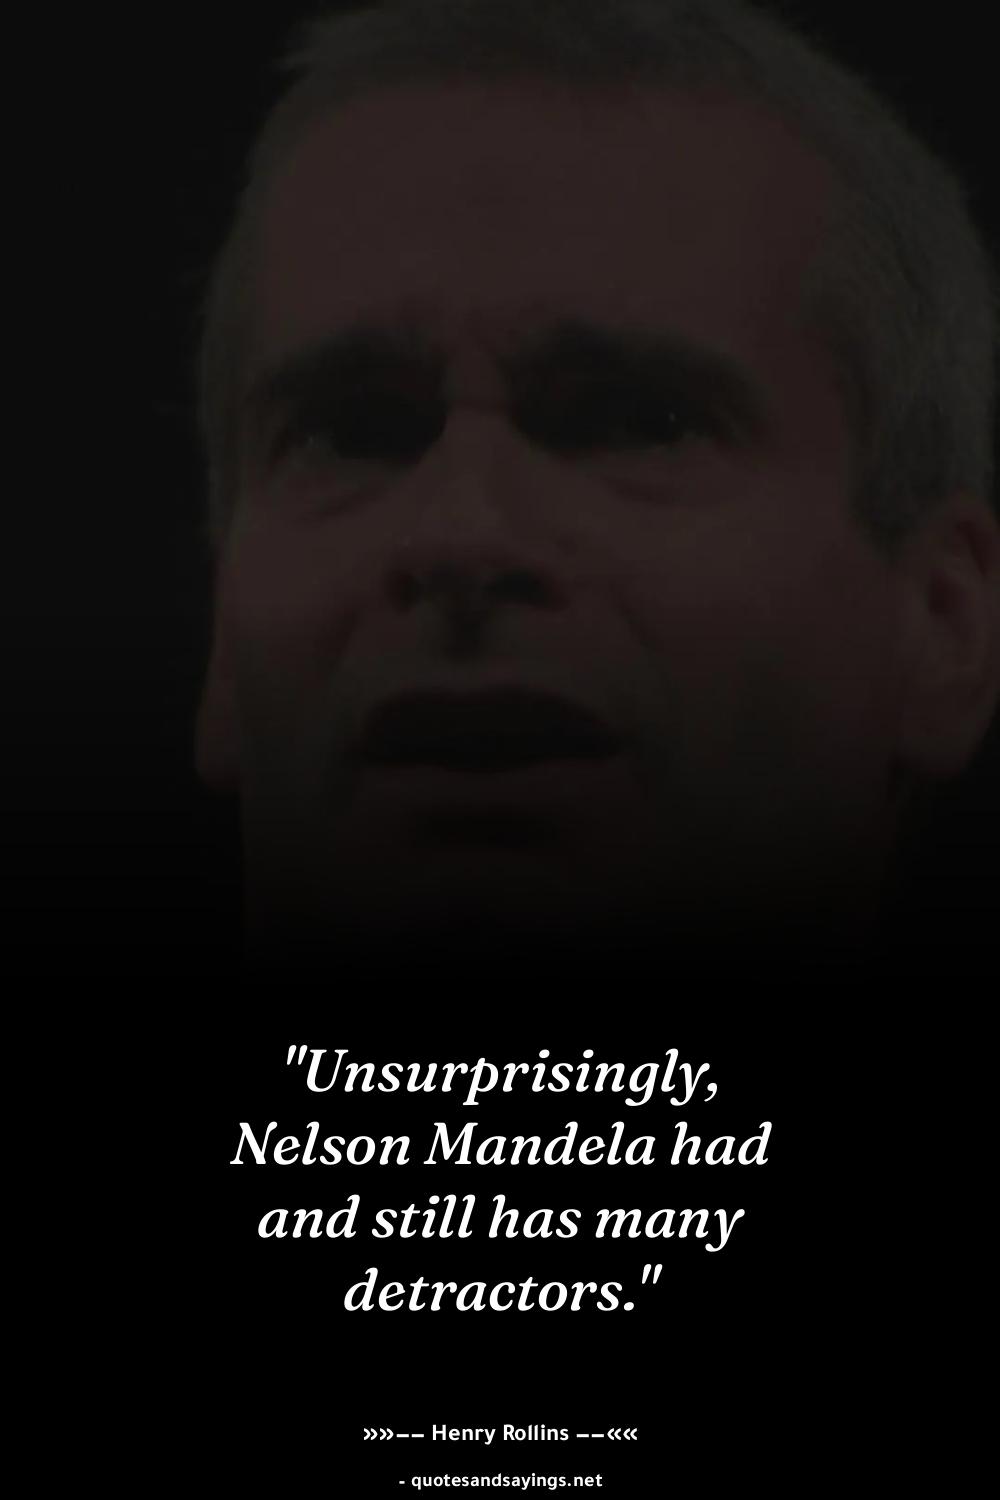 "Unsurprisingly,
Nelson Mandela had
and still has many
detractors."
»»−− Henry Rollins −−««
- quotesandsayings.net